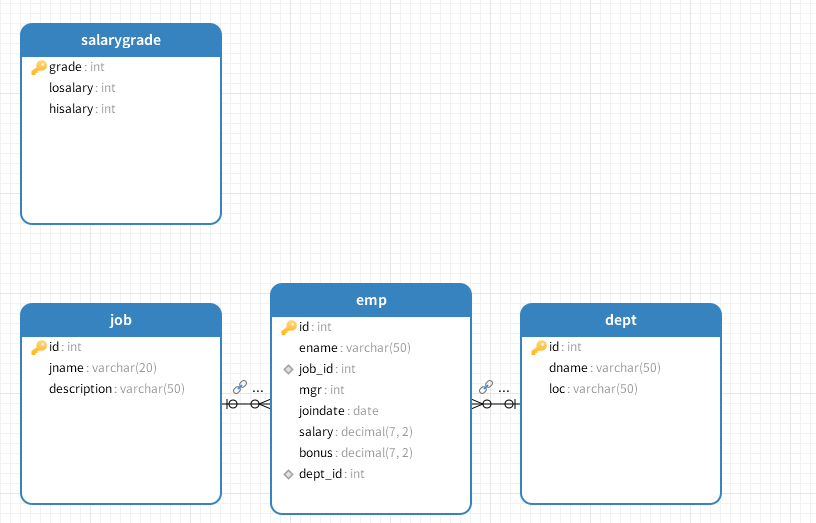 salarygrade
grade : int
losalary : int
hisalary : int
job
id : int
jname : varchar(20)
description : varchar(50)
...
emp
id : int
ename : varchar(50)
job_id : int
mgr : int
joindate : date
salary : decimal(7, 2)
bonus : decimal(7, 2)
dept_id : int
...
dept
id : int
dname : varchar(50)
loc : varchar(50)